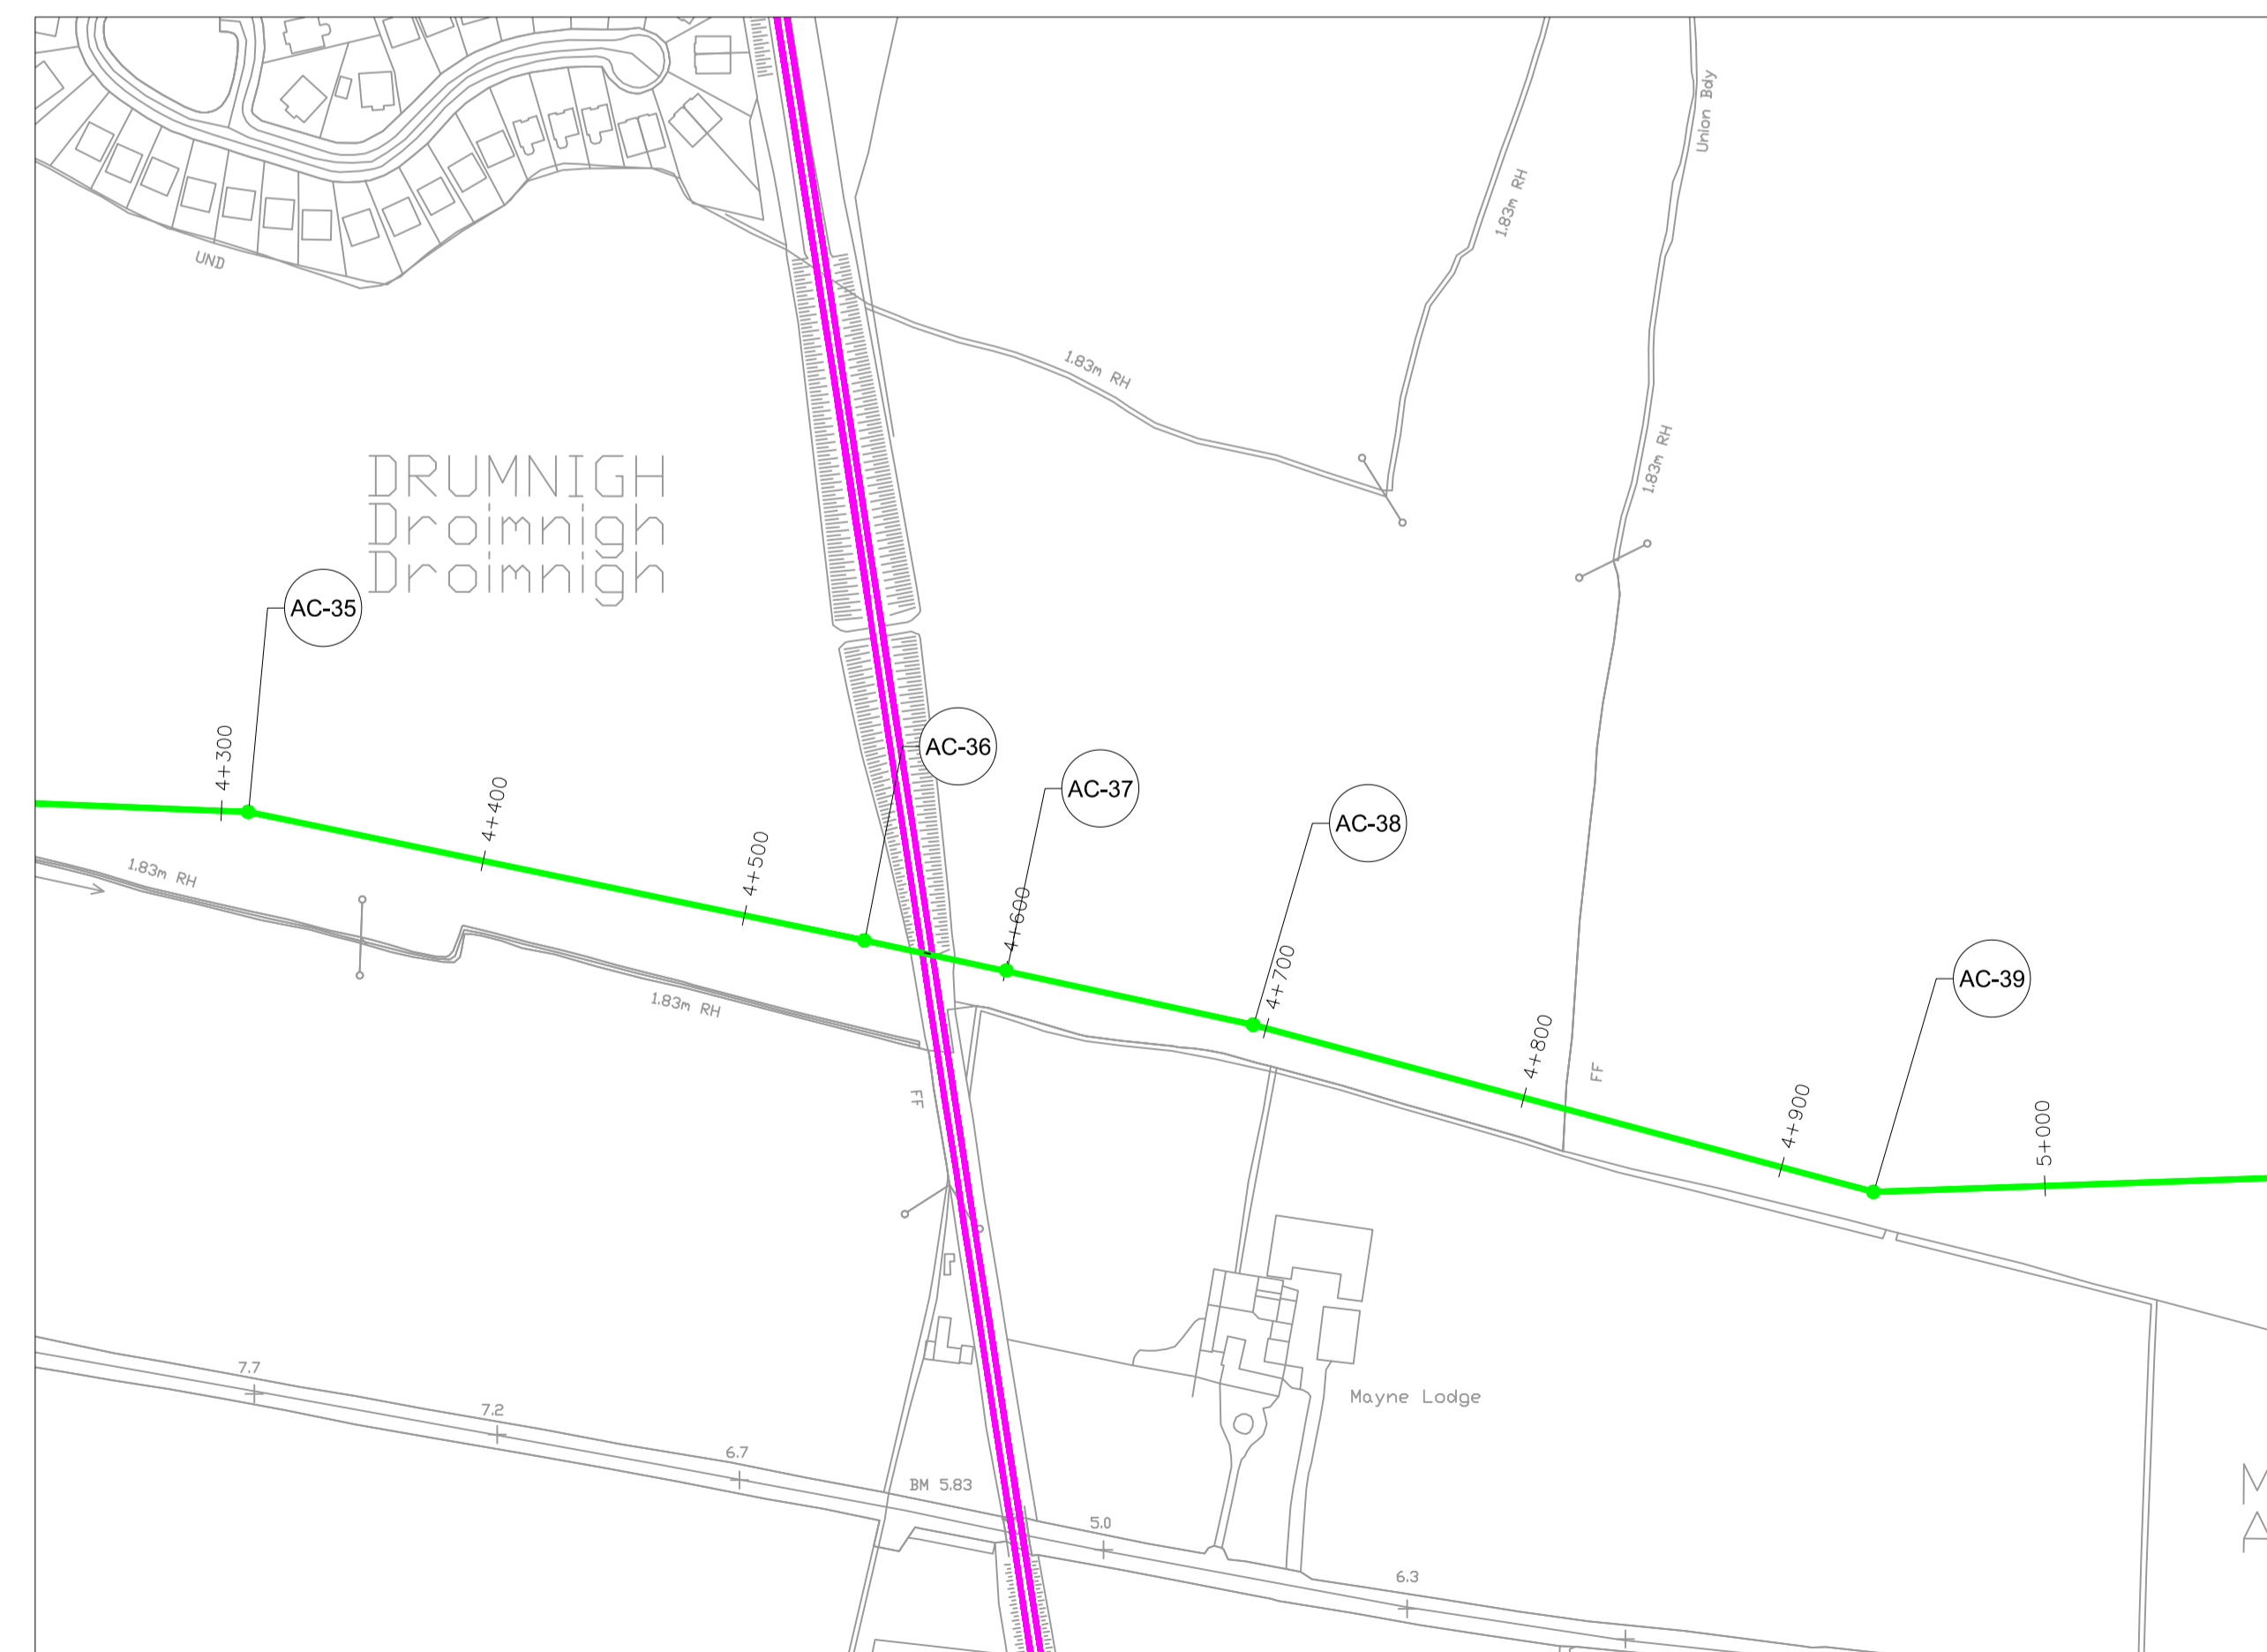 Union Bdy
1.83m RH
UND
1.83m RH
1.83m RH
DRUMNIGH
Droimnigh
Droimnigh
AC-35
AC-36
AC-37
AC-38
AC-39
4+300
4+400
4+500
4+600
4+700
4+800
4+900
5+000
1.83m RH
1.83m RH
FF
FF
7.7
7.2
6.7
BM 5.83
5.0
6.3
Mayne Lodge